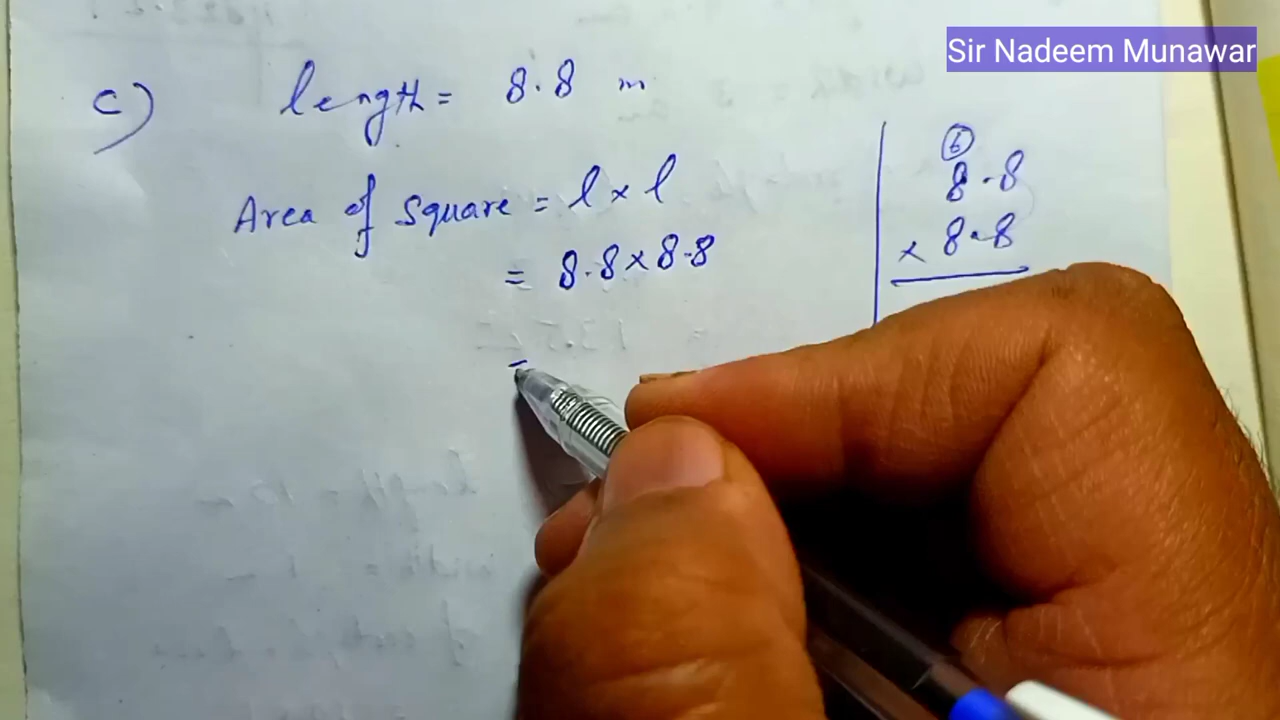 Sir Nadeem Munawar
c) length = 8.8 m
Area of square = l × l
= 8.8 × 8.8
=
6
8.8
× 8.8